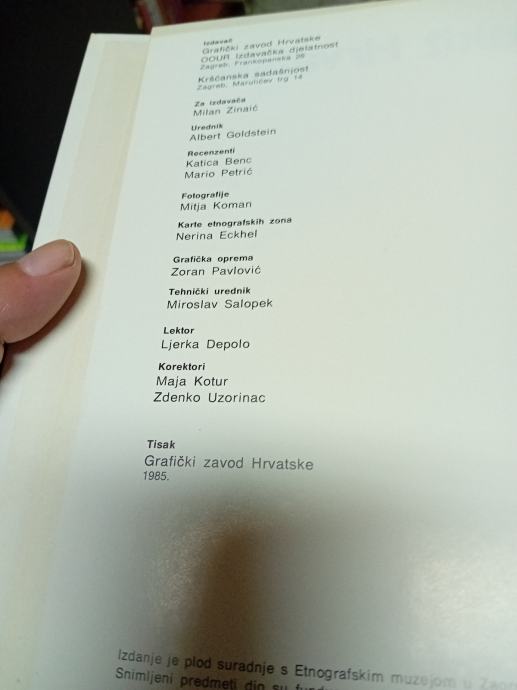 Izdavač
Grafički zavod Hrvatske
OOUR Izdavačka djelatnost
Zagreb, Frankopanska 26
Kršćanska sadašnjost
Zagreb, Marulićev trg 14
Za izdavača
Milan Zinaić
Urednik
Albert Goldstein
Recenzenti
Katica Benc
Mario Petrić
Fotografije
Mitja Koman
Karte etnografskih zona
Nerina Eckhel
Grafička oprema
Zoran Pavlović
Tehnički urednik
Miroslav Salopek
Lektor
Ljerka Depolo
Korektori
Maja Kotur
Zdenko Uzorinac
Tisak
Grafički zavod Hrvatske
1985.
Izdanje je plod suradnje s Etnografskim muzejom u
Snimljeni predmeti dio su